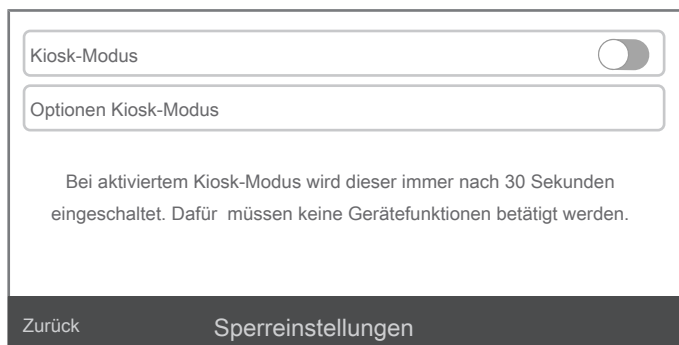 Kiosk-Modus
Optionen Kiosk-Modus
Bei aktiviertem Kiosk-Modus wird dieser immer nach 30 Sekunden
eingeschaltet. Dafür müssen keine Gerätefunktionen betätigt werden.
Zurück Sperreinstellungen